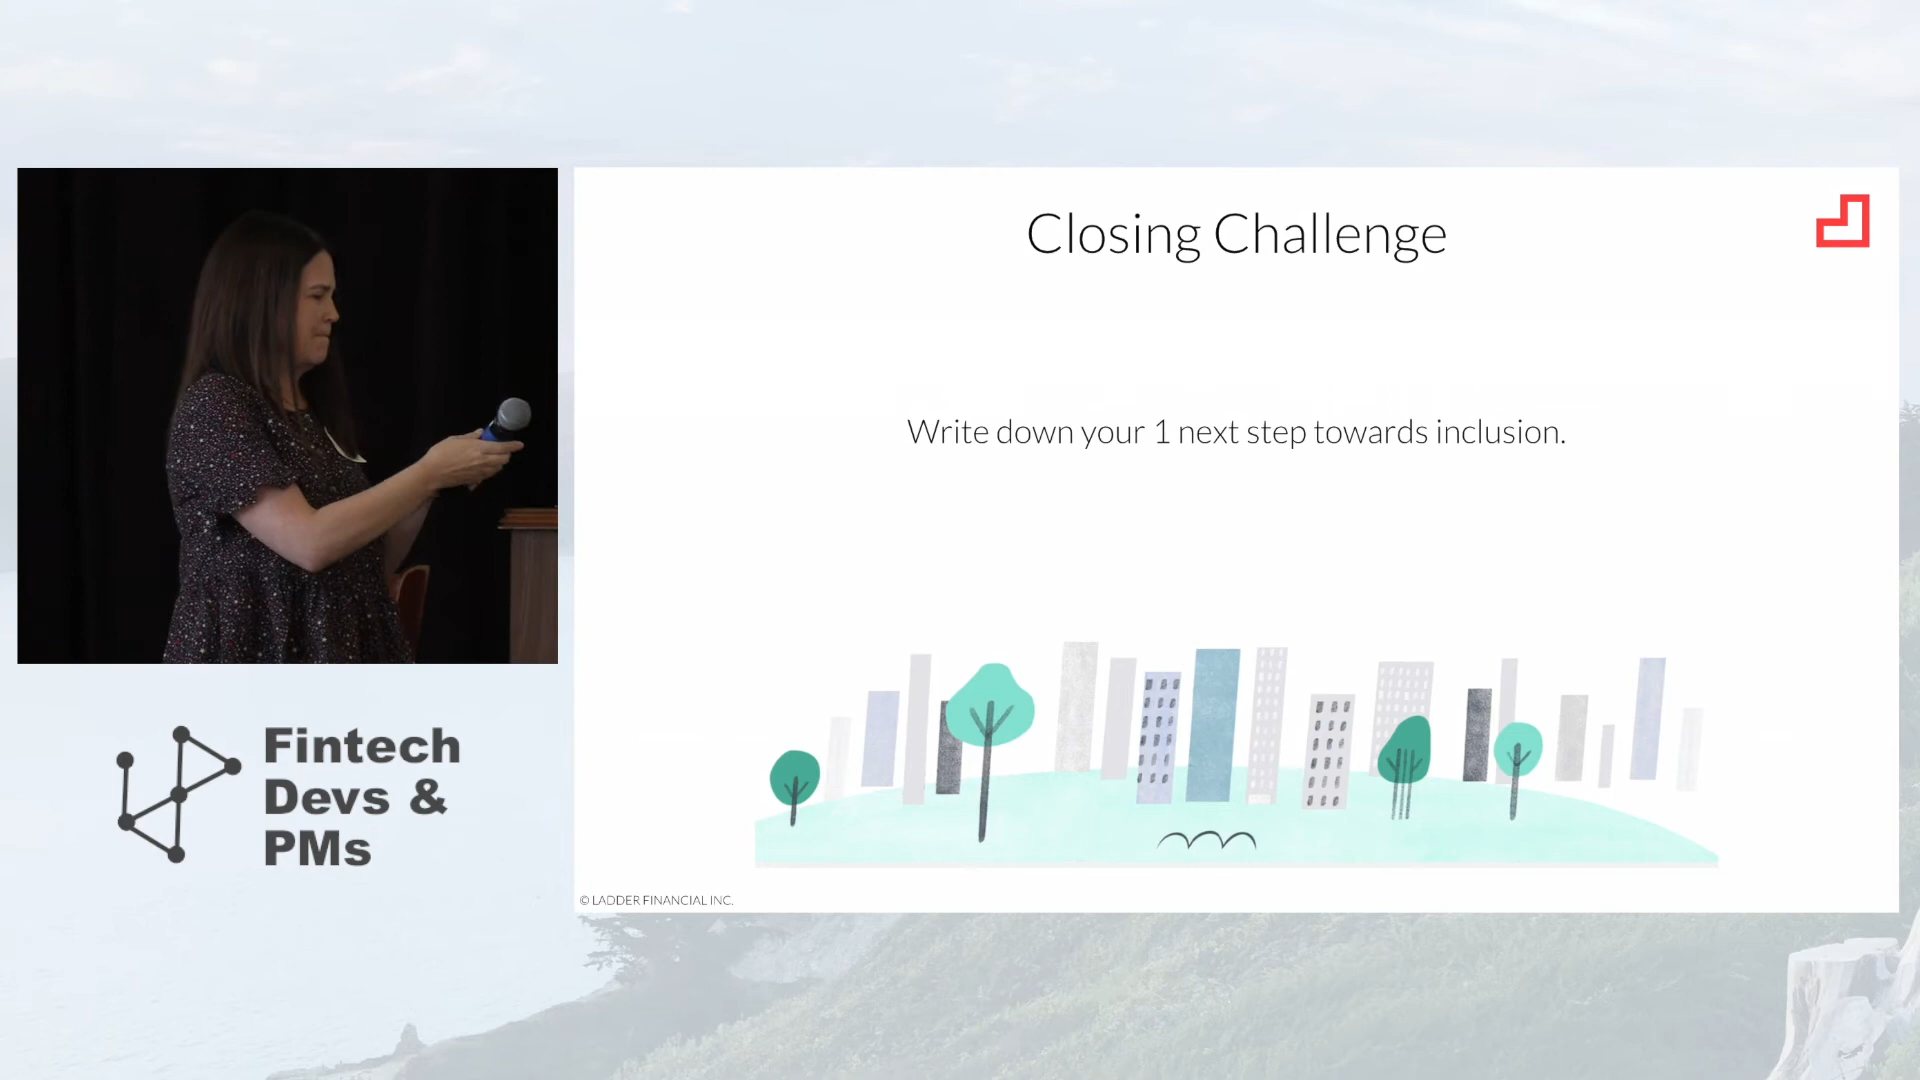 Closing Challenge
Write down your 1 next step towards inclusion.
© LADDER FINANCIAL INC.
Fintech
Devs &
PMs